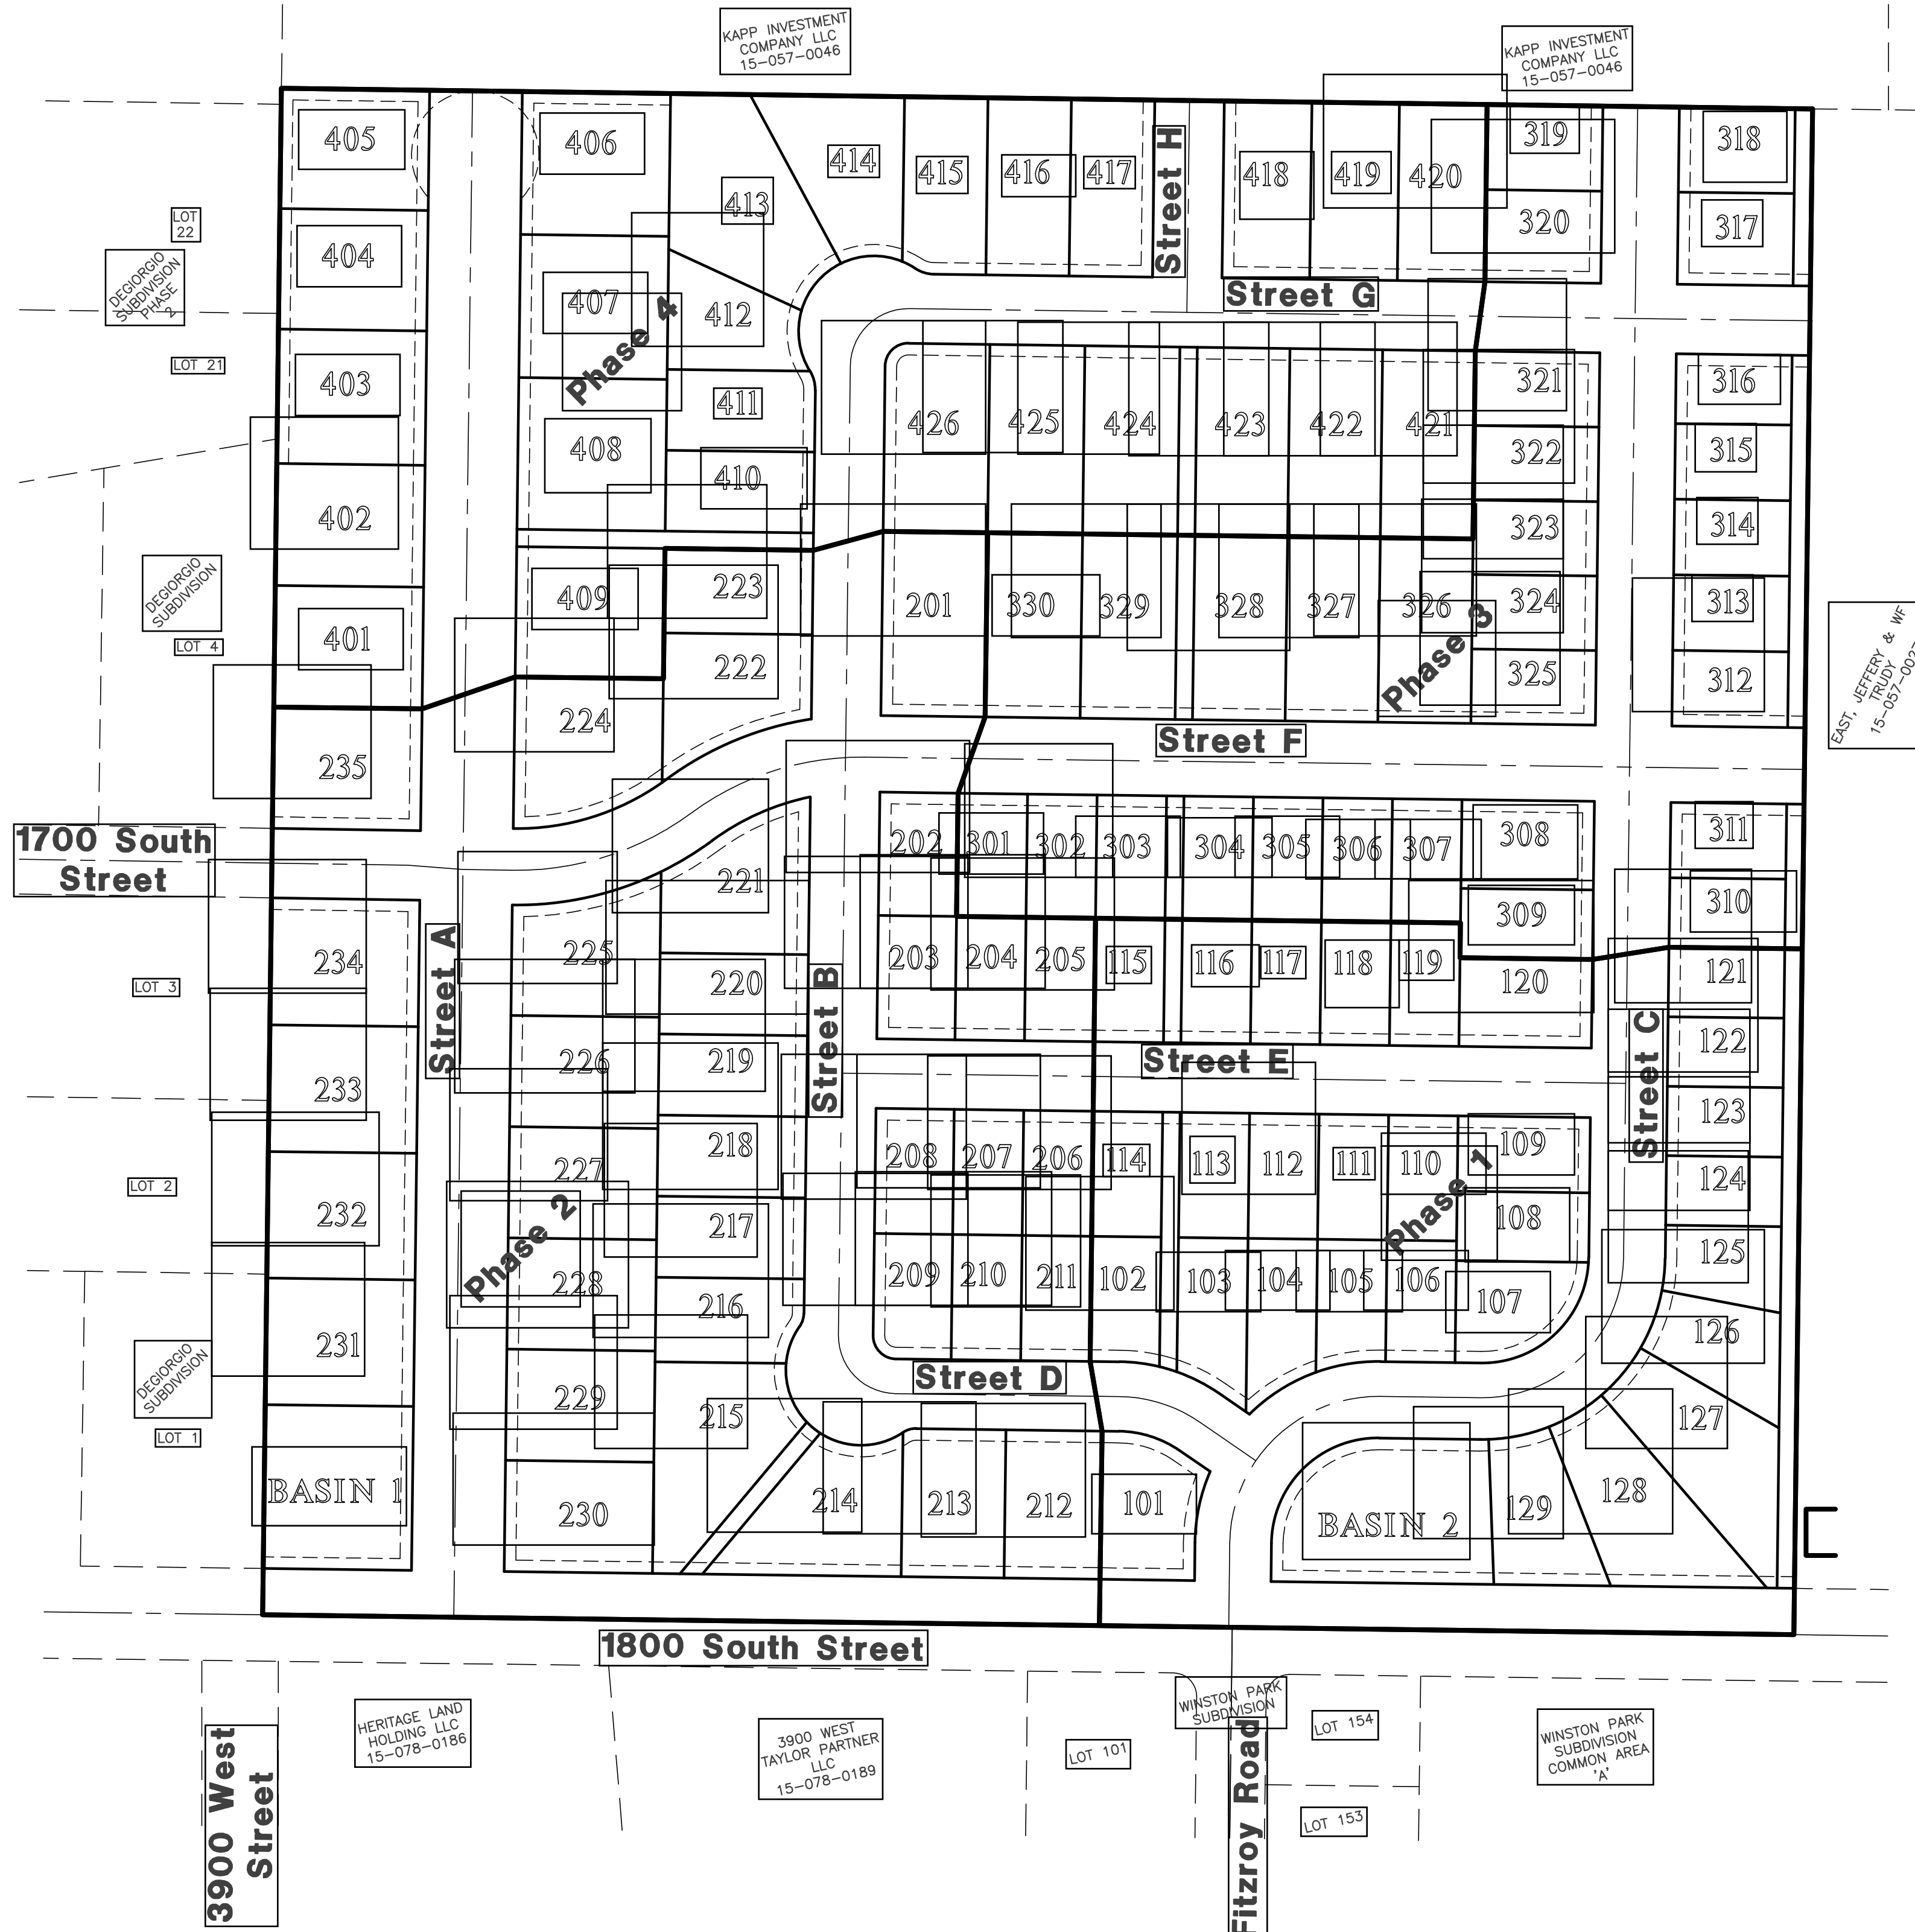 KAPP INVESTMENT
COMPANY LLC
15-057-0046
KAPP INVESTMENT
COMPANY LLC
15-057-0046
405
406
414
415
416
417
Street H
418
419
420
319
318
413
320
317
LOT
22
404
DEGIORGIO
SUBDIVISION
PHASE
2
407
Phase 4
412
Street G
LOT 21
403
411
426
425
424
423
422
421
321
316
408
410
322
315
402
323
314
DEGIORGIO
SUBDIVISION
LOT 4
401
409
223
201
330
329
328
327
326
324
313
Phase 3
222
325
312
EAST, JEFFERY & WF
TRUDY
224
Street F
235
1700 South
Street
221
202
301
302
303
304
305
306
307
308
311
309
310
234
Street A
225
220
Street B
203
204
205
115
116
117
118
119
120
121
LOT 3
233
226
219
Street E
Street C
122
123
227
218
208
207
206
114
113
112
111
110
109
124
LOT 2
232
Phase 2
217
Phase 1
108
125
228
216
209
210
211
102
103
104
105
106
107
126
DEGIORGIO
SUBDIVISION
LOT 1
231
229
215
Street D
127
BASIN 1
230
214
213
212
101
BASIN 2
129
128
1800 South Street
3900 West
Street
HERITAGE LAND
HOLDING LLC
15-078-0186
3900 WEST
TAYLOR PARTNER
LLC
15-078-0189
LOT 101
WINSTON PARK
SUBDIVISION
Fitzroy Road
LOT 154
LOT 153
WINSTON PARK
SUBDIVISION
COMMON AREA
'A'